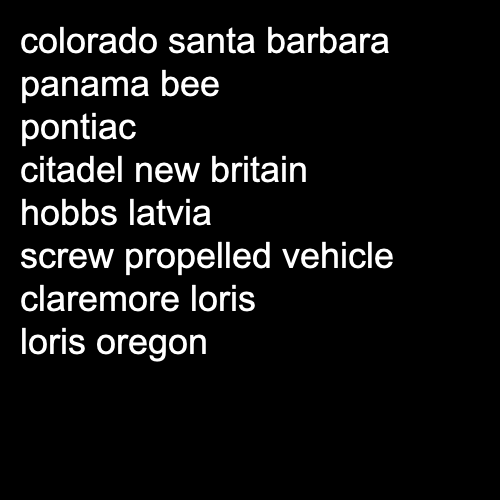 colorado santa barbara
panama bee
pontiac
citadel new britain
hobbs latvia
screw propelled vehicle
claremore loris
loris oregon